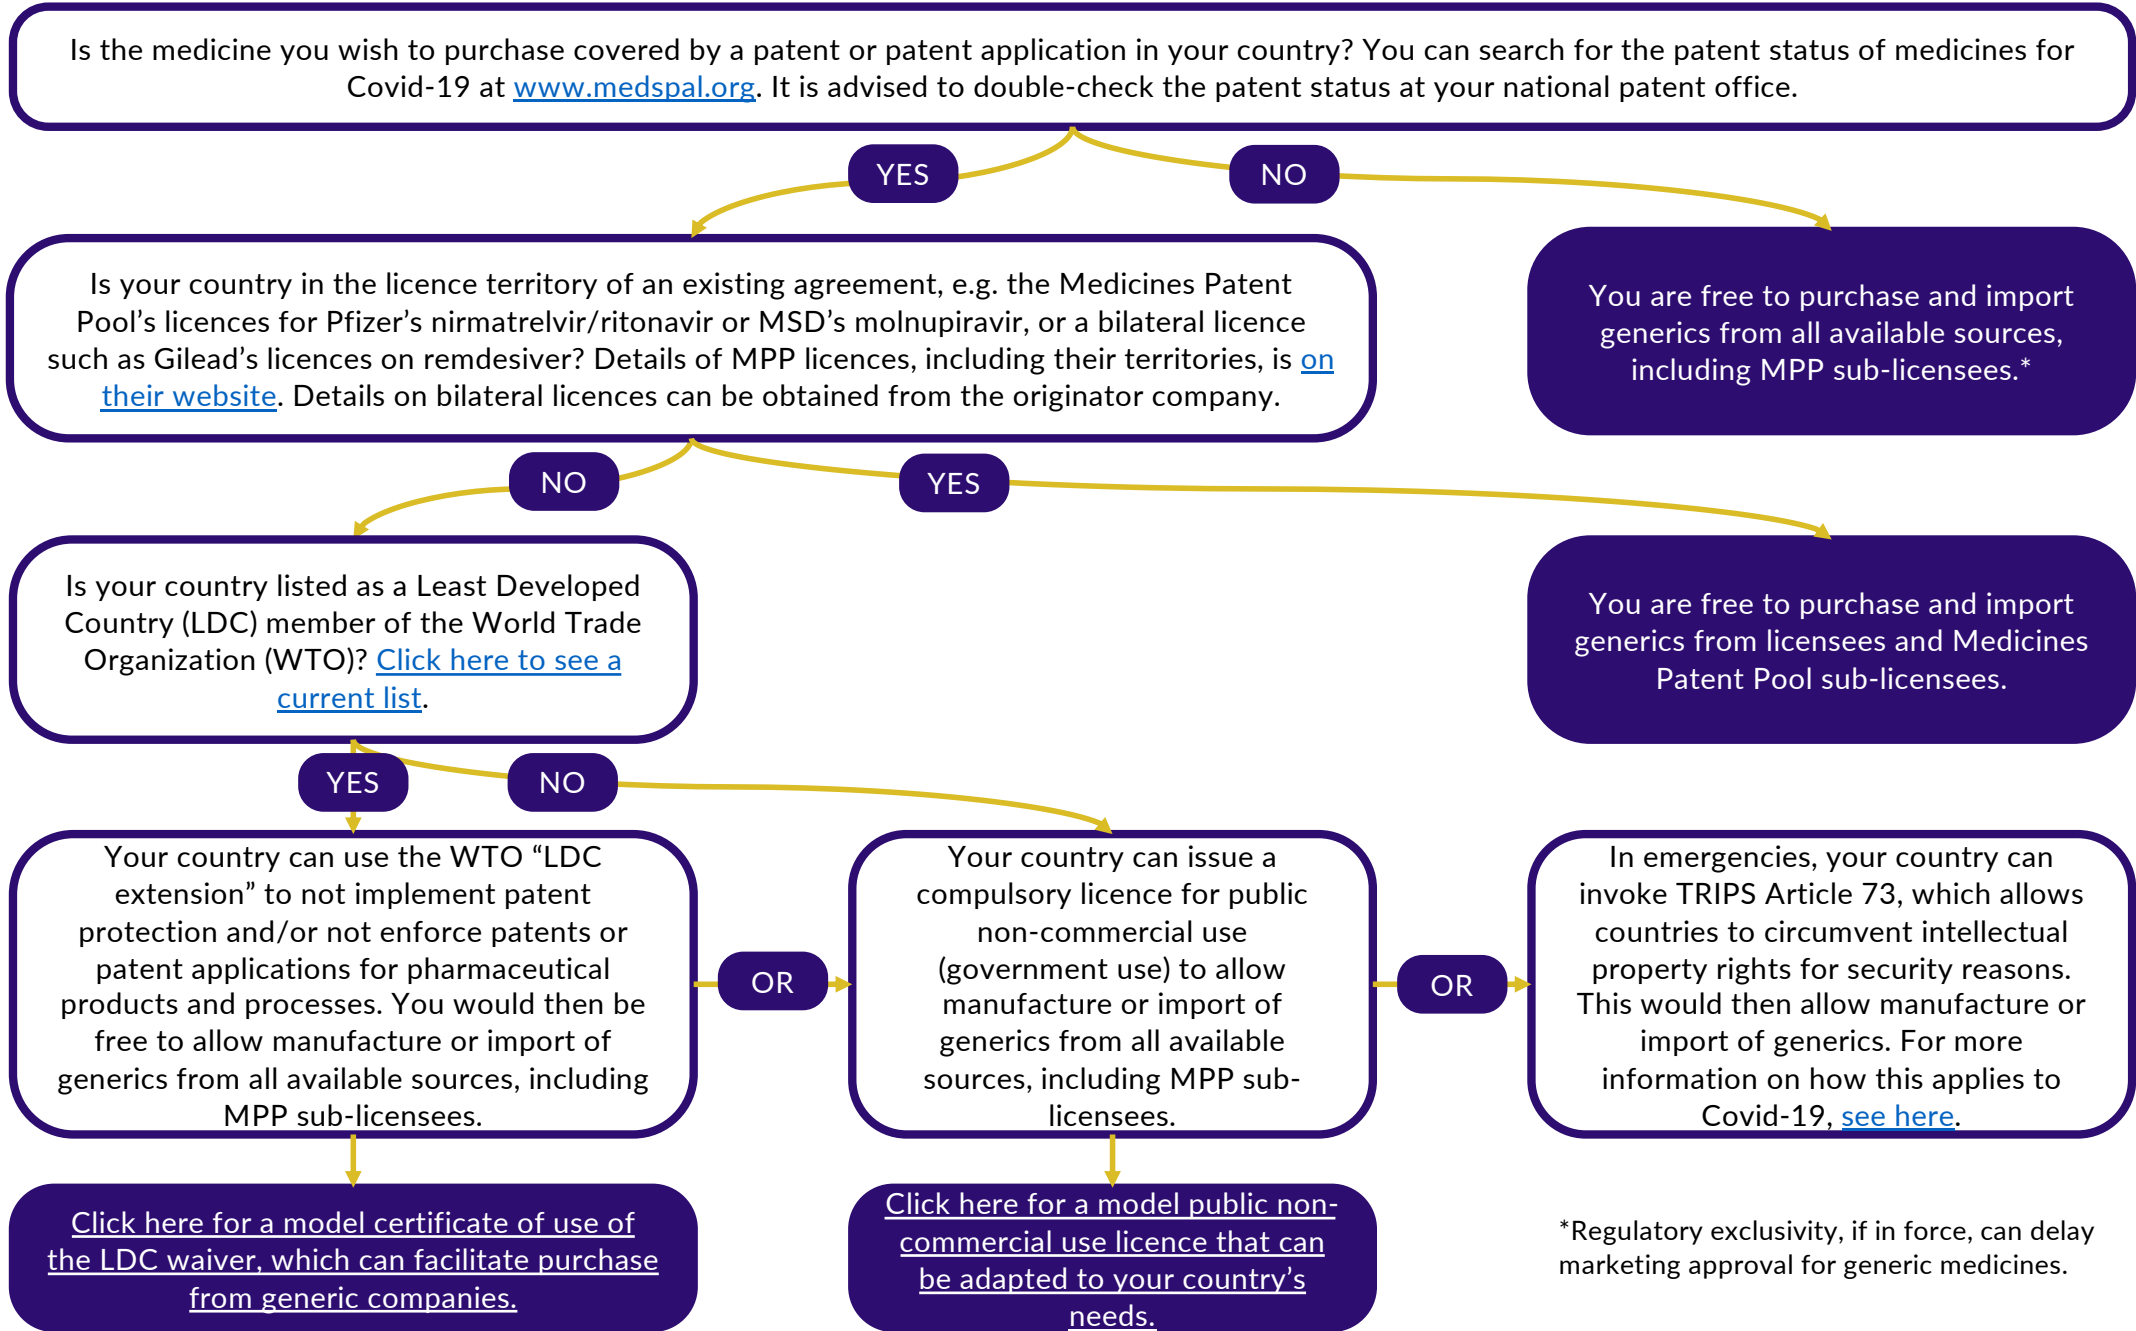 Is the medicine you wish to purchase covered by a patent or patent application in your country? You can search for the patent status of medicines for
Covid-19 at www.medspal.org. It is advised to double-check the patent status at your national patent office.
YES
NO
Is your country in the licence territory of an existing agreement, e.g. the Medicines Patent
Pool’s licences for Pfizer’s nirmatrelvir/ritonavir or MSD’s molnupiravir, or a bilateral licence
such as Gilead’s licences on remdesiver? Details of MPP licences, including their territories, is on
their website. Details on bilateral licences can be obtained from the originator company.
You are free to purchase and import
generics from all available sources,
including MPP sub-licensees.*
NO
YES
Is your country listed as a Least Developed
Country (LDC) member of the World Trade
Organization (WTO)? Click here to see a
current list.
You are free to purchase and import
generics from licensees and Medicines
Patent Pool sub-licensees.
YES
NO
Your country can use the WTO “LDC
extension” to not implement patent
protection and/or not enforce patents or
patent applications for pharmaceutical
products and processes. You would then be
free to allow manufacture or import of
generics from all available sources, including
MPP sub-licensees.
OR
Your country can issue a
compulsory licence for public
non-commercial use
(government use) to allow
manufacture or import of
generics from all available
sources, including MPP sub-
licensees.
OR
In emergencies, your country can
invoke TRIPS Article 73, which allows
countries to circumvent intellectual
property rights for security reasons.
This would then allow manufacture or
import of generics. For more
information on how this applies to
Covid-19, see here.
Click here for a model certificate of use of
the LDC waiver, which can facilitate purchase
from generic companies.
Click here for a model public non-
commercial use licence that can
be adapted to your country’s
needs.
*Regulatory exclusivity, if in force, can delay
marketing approval for generic medicines.